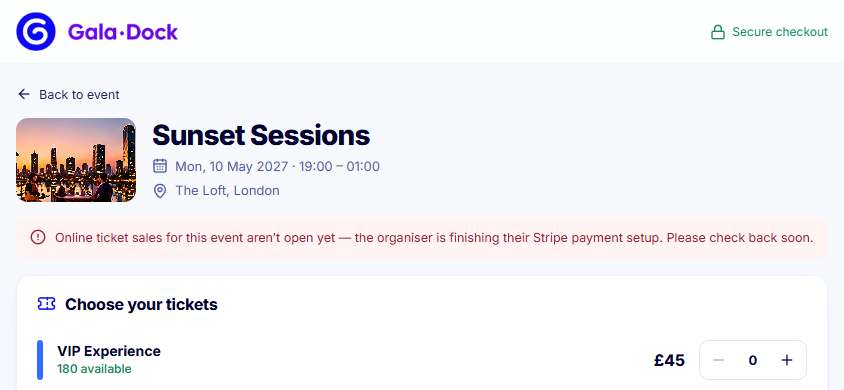 Gala·Dock
Secure checkout
Back to event
Sunset Sessions
Mon, 10 May 2027 · 19:00 – 01:00
The Loft, London
Online ticket sales for this event aren't open yet — the organiser is finishing their Stripe payment setup. Please check back soon.
Choose your tickets
VIP Experience
180 available
£45
0